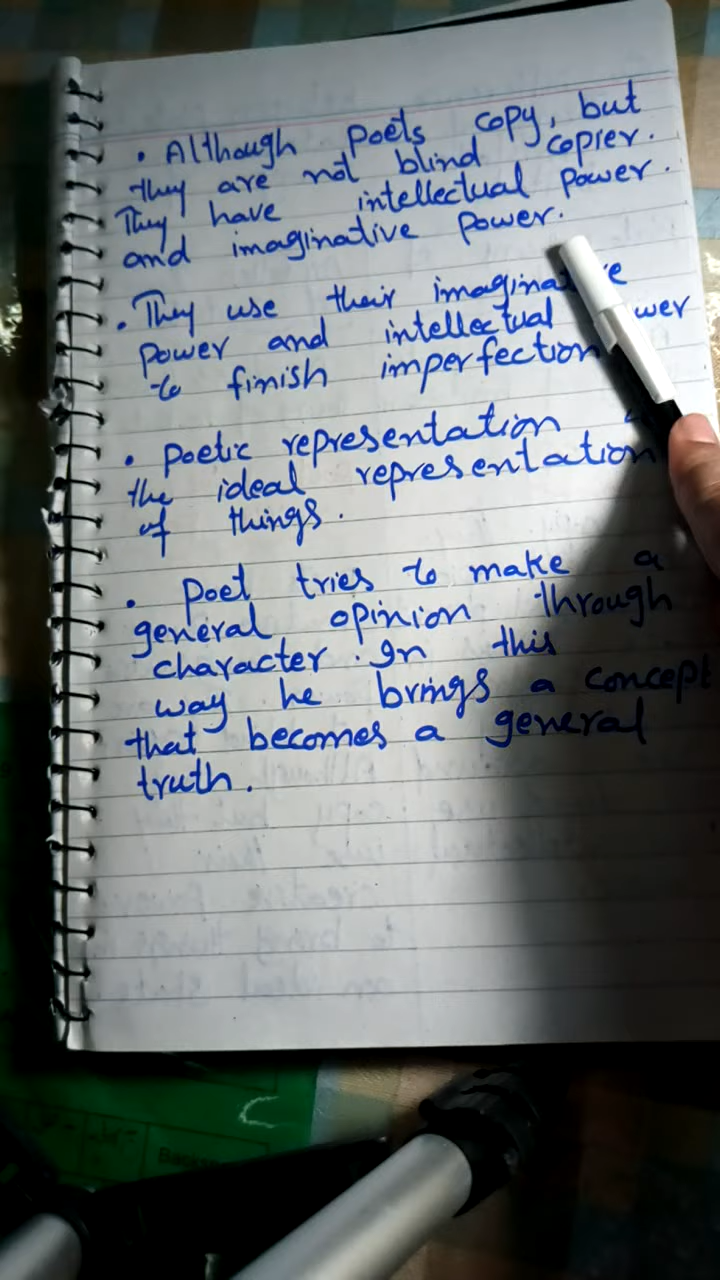 . Although poets copy, but
they are not blind copier.
They have intellectual power.
and imaginative power.
. They use their imaginative
power and intellectual
to finish imperfection
. Poetic representation
the ideal representation
of things.
. Poet tries to make a
general opinion through
character. In this
way he brings a concept
that becomes a general
truth.